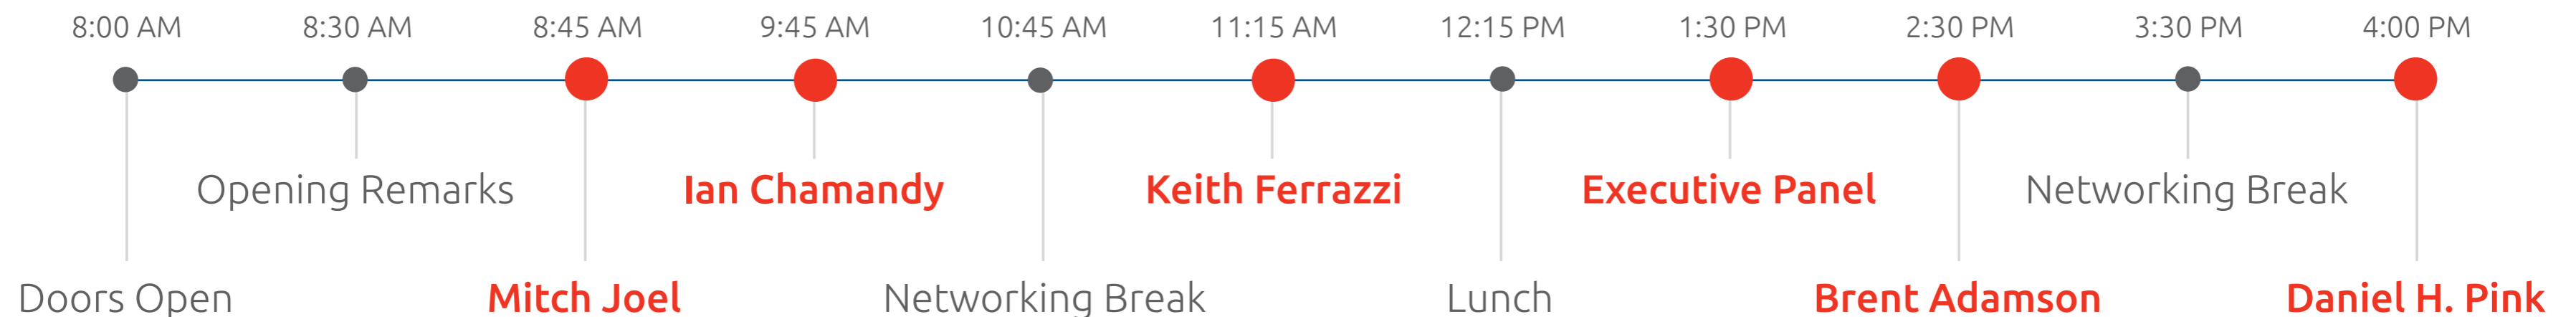 8:00 AM 8:30 AM 8:45 AM 9:45 AM 10:45 AM 11:15 AM 12:15 PM 1:30 PM 2:30 PM 3:30 PM 4:00 PM
Opening Remarks Ian Chamandy Keith Ferrazzi Executive Panel Networking Break
Doors Open Mitch Joel Networking Break Lunch Brent Adamson Daniel H. Pink